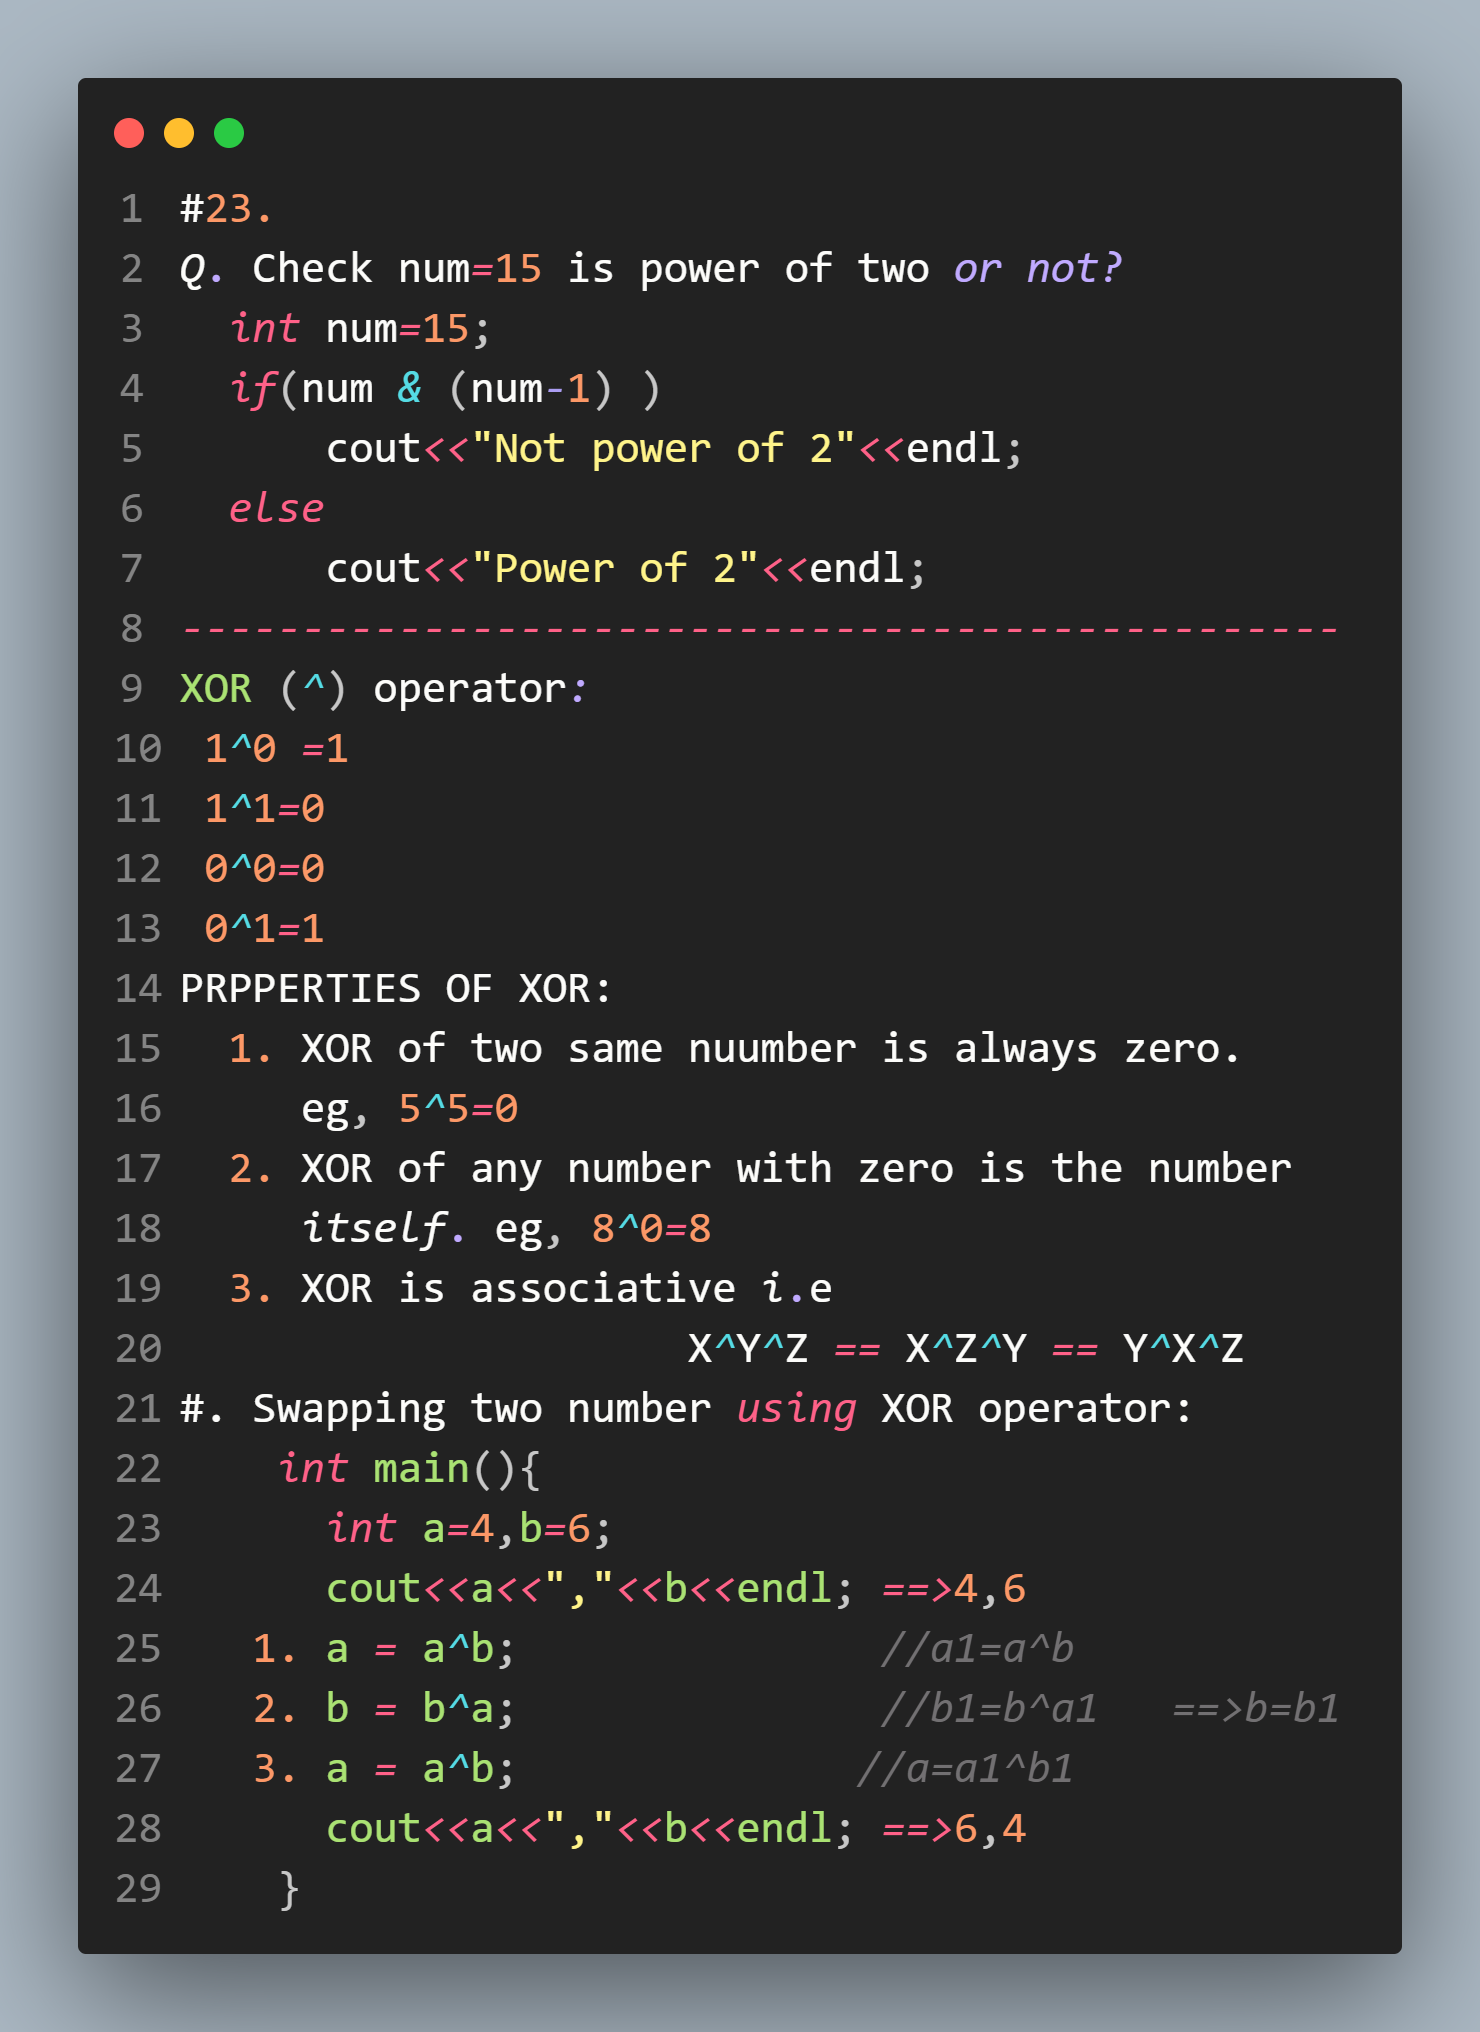 1 #23.
2 Q. Check num=15 is power of two or not?
3   int num=15;
4   if(num & (num-1) )
5       cout<<"Not power of 2"<<endl;
6   else
7       cout<<"Power of 2"<<endl;
8 ------------------------------------------------
9 XOR (^) operator:
10  1^0 =1
11  1^1=0
12  0^0=0
13  0^1=1
14 PRPPERTIES OF XOR:
15   1. XOR of two same nuumber is always zero.
16      eg, 5^5=0
17   2. XOR of any number with zero is the number
18      itself. eg, 8^0=8
19   3. XOR is associative i.e
20                      X^Y^Z == X^Z^Y == Y^X^Z
21 #. Swapping two number using XOR operator:
22     int main(){
23       int a=4,b=6;
24       cout<<a<<","<<b<<endl; ==>4,6
25    1. a = a^b;               //a1=a^b
26    2. b = b^a;               //b1=b^a1   ==>b=b1
27    3. a = a^b;              //a=a1^b1
28       cout<<a<<","<<b<<endl; ==>6,4
29     }